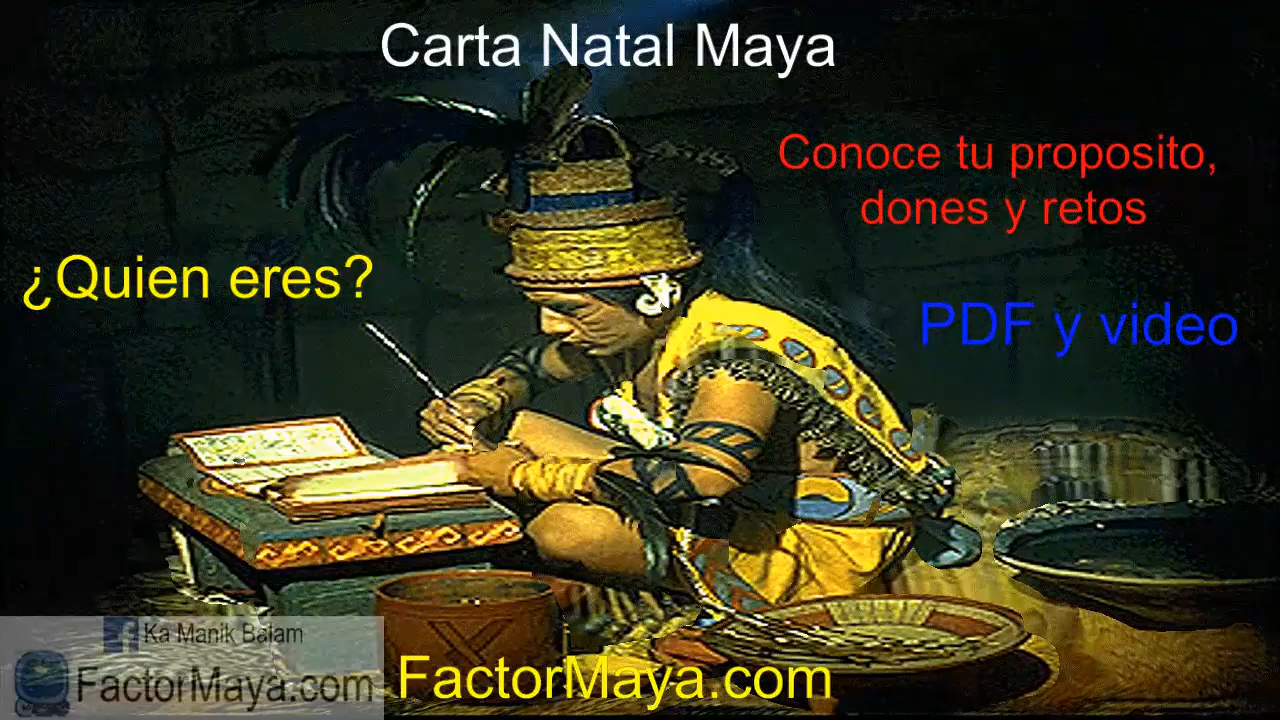 Carta Natal Maya
Conoce tu proposito,
dones y retos
¿Quien eres?
PDF y video
Ka Manik Balam
FactorMaya.com
FactorMaya.com